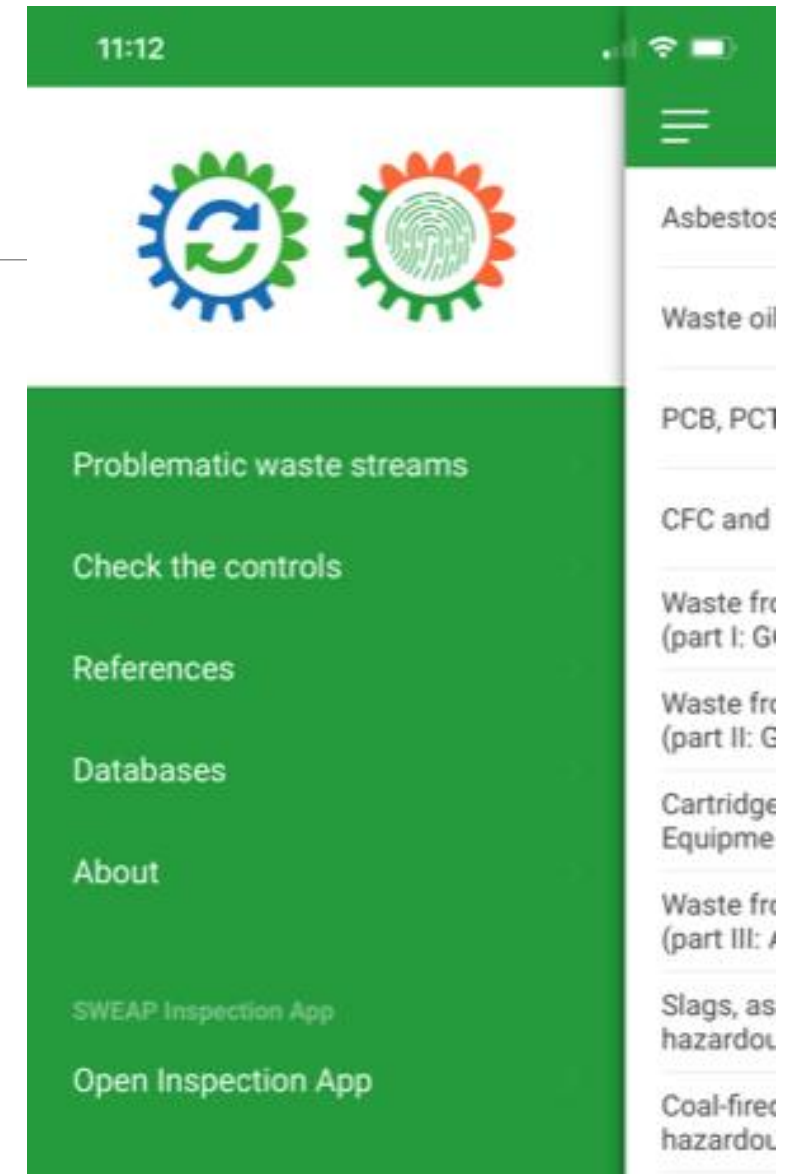 11:12
Problematic waste streams
Check the controls
References
Databases
About
SWEAP Inspection App
Open Inspection App
Asbestos
Waste oil
PCB, PCT
CFC and
Waste fro
(part I: G
Waste fro
(part II: G
Cartridge
Equipme
Waste fro
(part III: A
Slags, as
hazardou
Coal-fired
hazardou